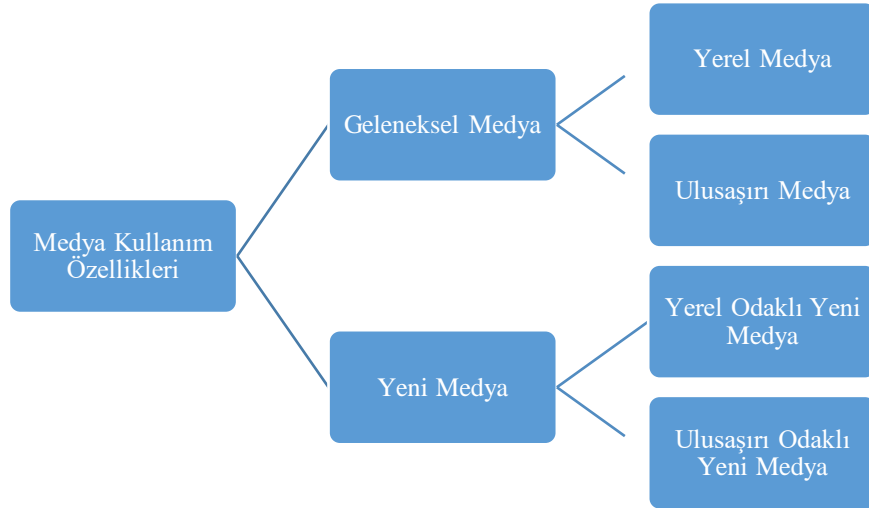 Medya Kullanım
Özellikleri
Geleneksel Medya
Yerel Medya
Ulusaşırı Medya
Yeni Medya
Yerel Odaklı Yeni
Medya
Ulusaşırı Odaklı
Yeni Medya